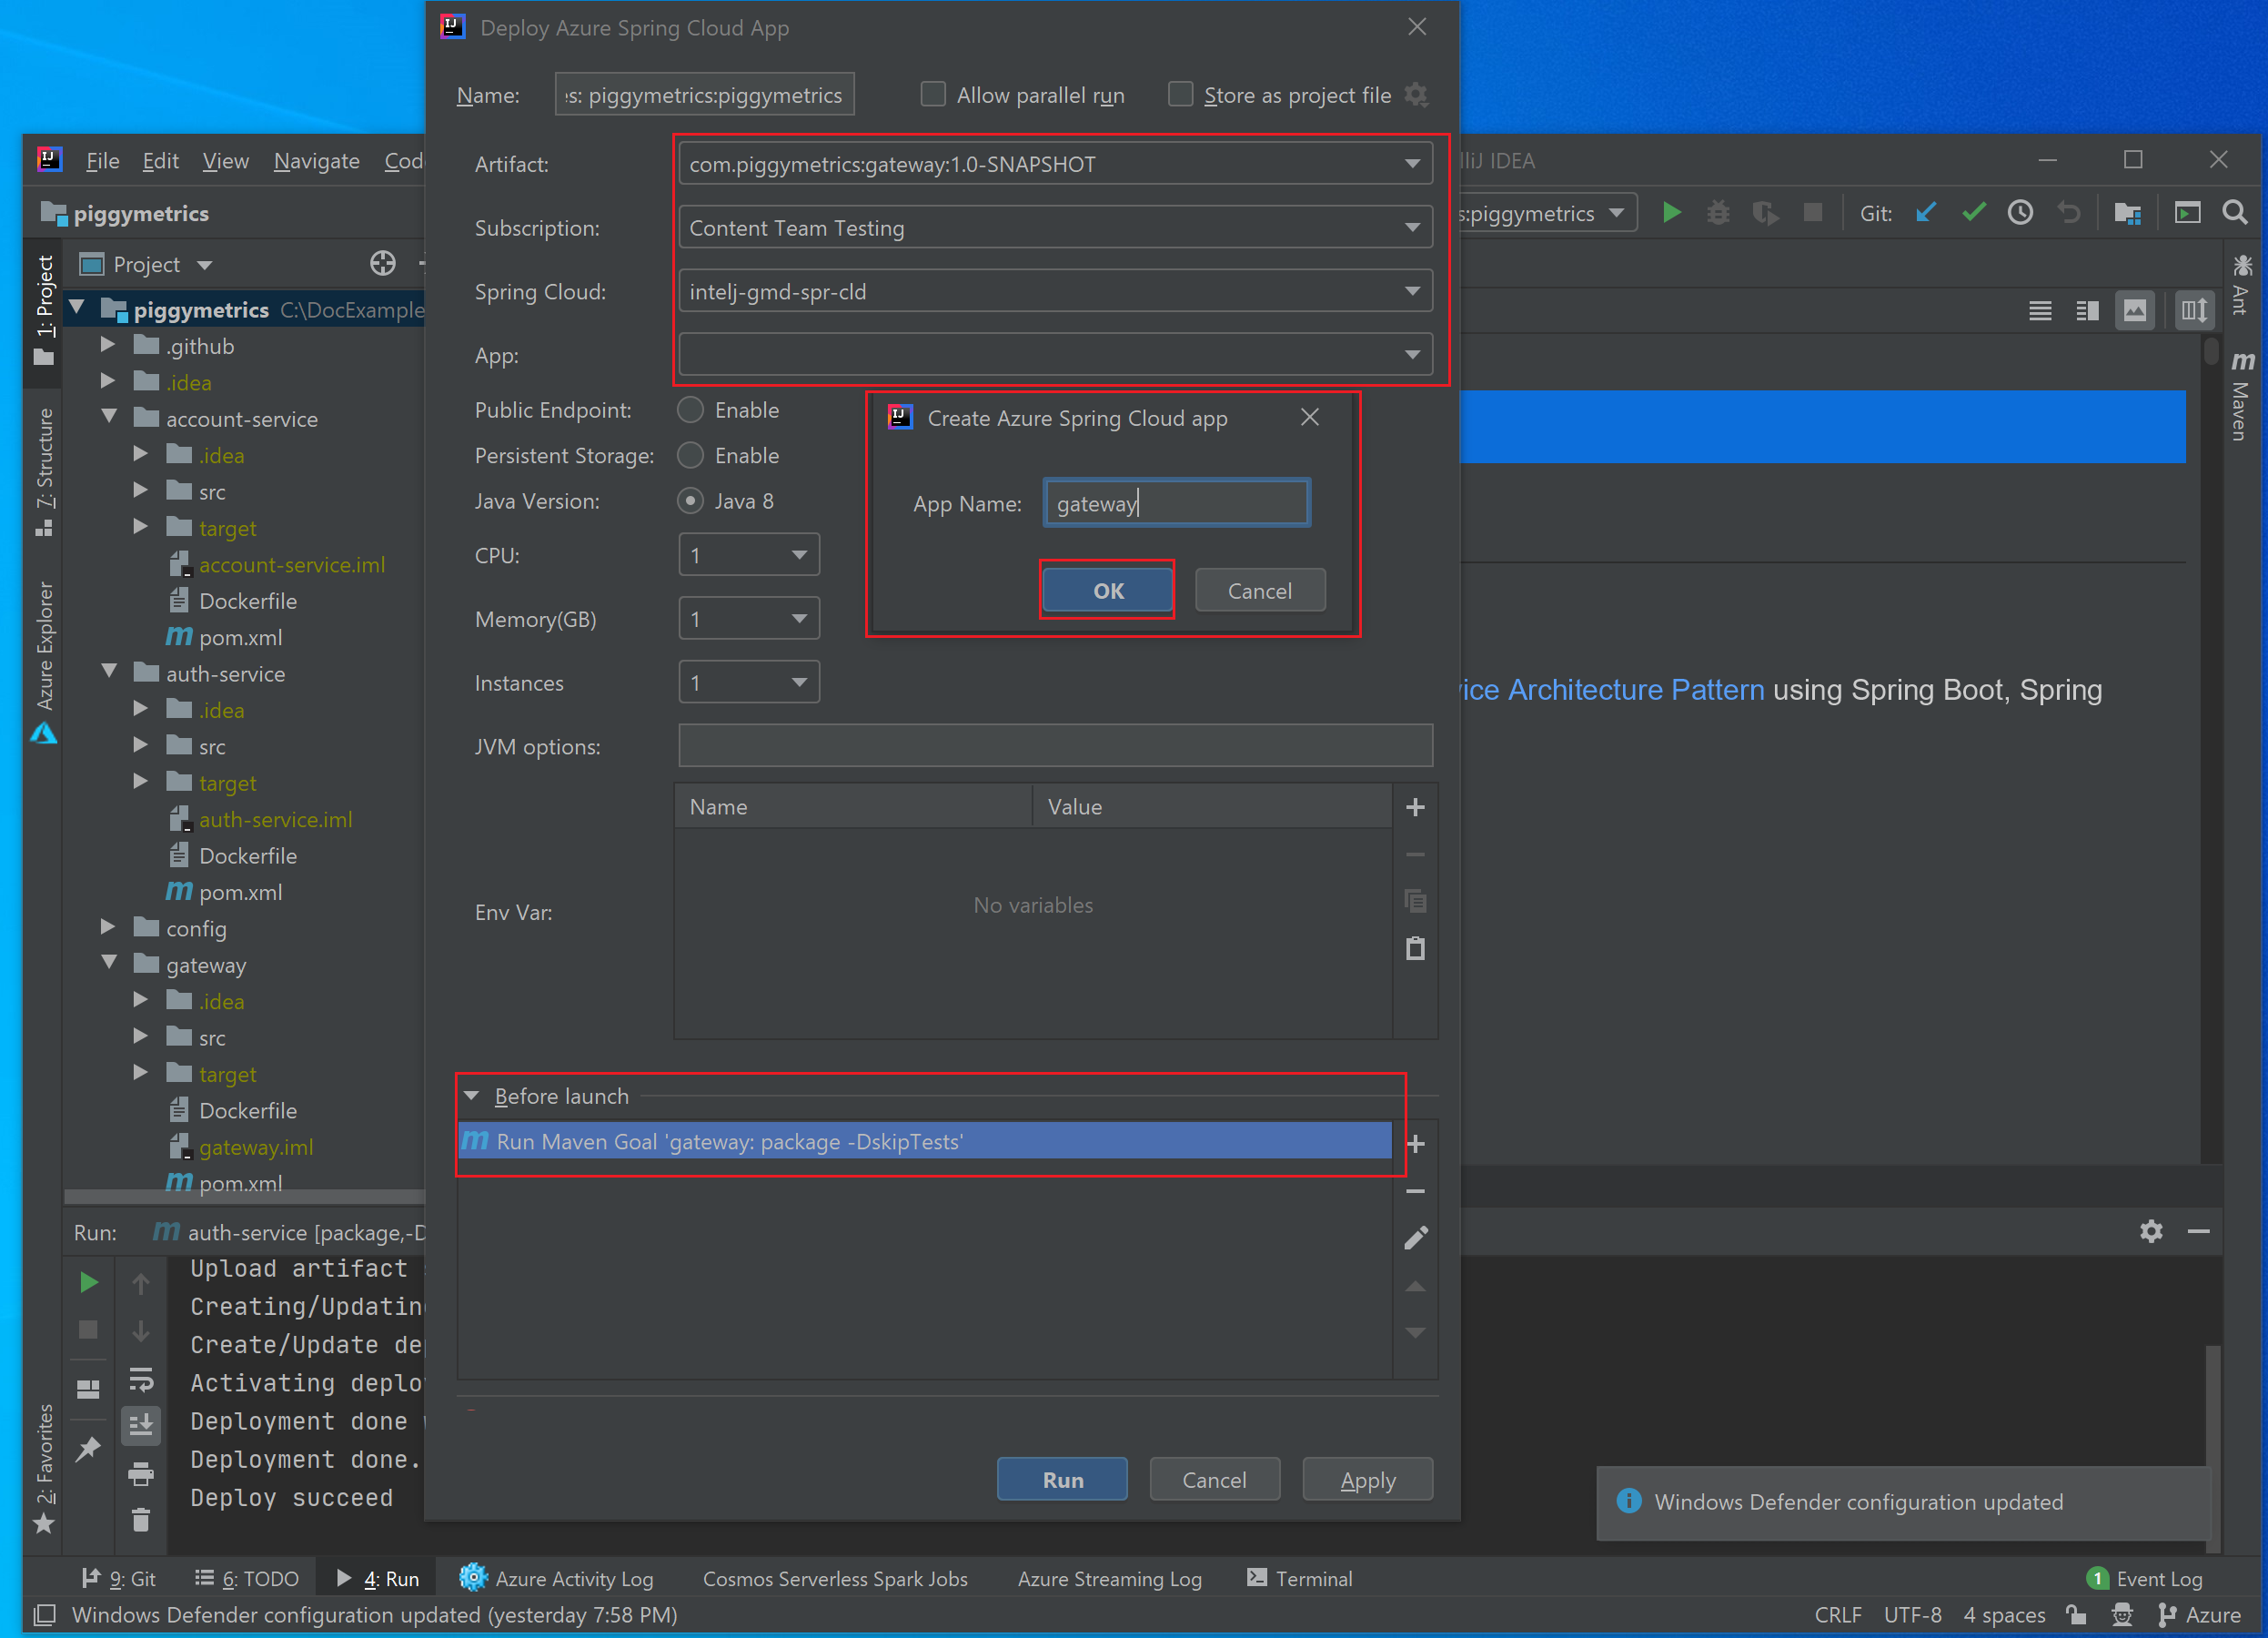 Deploy Azure Spring Cloud App
Name:
s: piggymetrics:piggymetrics
Allow parallel run
Store as project file
Artifact:
com.piggymetrics:gateway:1.0-SNAPSHOT
Subscription:
Content Team Testing
Spring Cloud:
intelj-gmd-spr-cld
App:
Public Endpoint:
Enable
Persistent Storage:
Enable
Java Version:
Java 8
CPU:
1
Memory(GB)
1
Instances
1
JVM options:
Name
Value
No variables
Env Var:
Before launch
Run Maven Goal 'gateway: package -DskipTests'
Run
Cancel
Apply
Create Azure Spring Cloud app
App Name:
gateway
OK
Cancel
File Edit View Navigate Cod
lliJ IDEA
piggymetrics
s:piggymetrics
Git:
1: Project
7: Structure
Azure Explorer
2: Favorites
Project
piggymetrics C:\DocExample
.github
.idea
account-service
.idea
src
target
account-service.iml
Dockerfile
pom.xml
auth-service
.idea
src
target
auth-service.iml
Dockerfile
pom.xml
config
gateway
.idea
src
target
Dockerfile
gateway.iml
pom.xml
Ant
Maven
ice Architecture Pattern using Spring Boot, Spring
Run:
auth-service [package,-D
Upload artifact
Creating/Updating
Create/Update de
Activating deplo
Deployment done
Deployment done.
Deploy succeed
Windows Defender configuration updated
9: Git
6: TODO
4: Run
Azure Activity Log
Cosmos Serverless Spark Jobs
Azure Streaming Log
Terminal
1 Event Log
Windows Defender configuration updated (yesterday 7:58 PM)
CRLF UTF-8 4 spaces
Azure